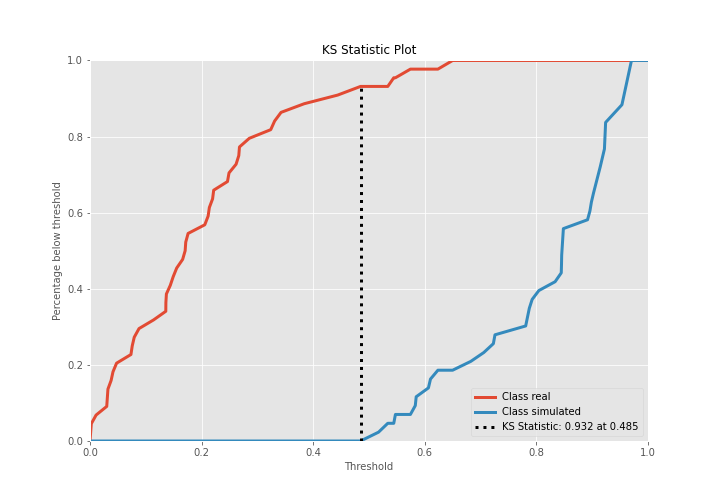 KS Statistic Plot
1.0
0.8
0.6
0.4
0.2
0.0
Percentage below threshold
0.0 0.2 0.4 0.6 0.8 1.0
Threshold
Class real
Class simulated
KS Statistic: 0.932 at 0.485